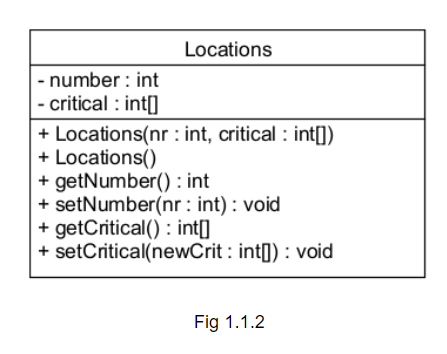 Locations
- number : int
- critical : int[]
+ Locations(nr : int, critical : int[])
+ Locations()
+ getNumber() : int
+ setNumber(nr : int) : void
+ getCritical() : int[]
+ setCritical(newCrit : int[]) : void
Fig 1.1.2